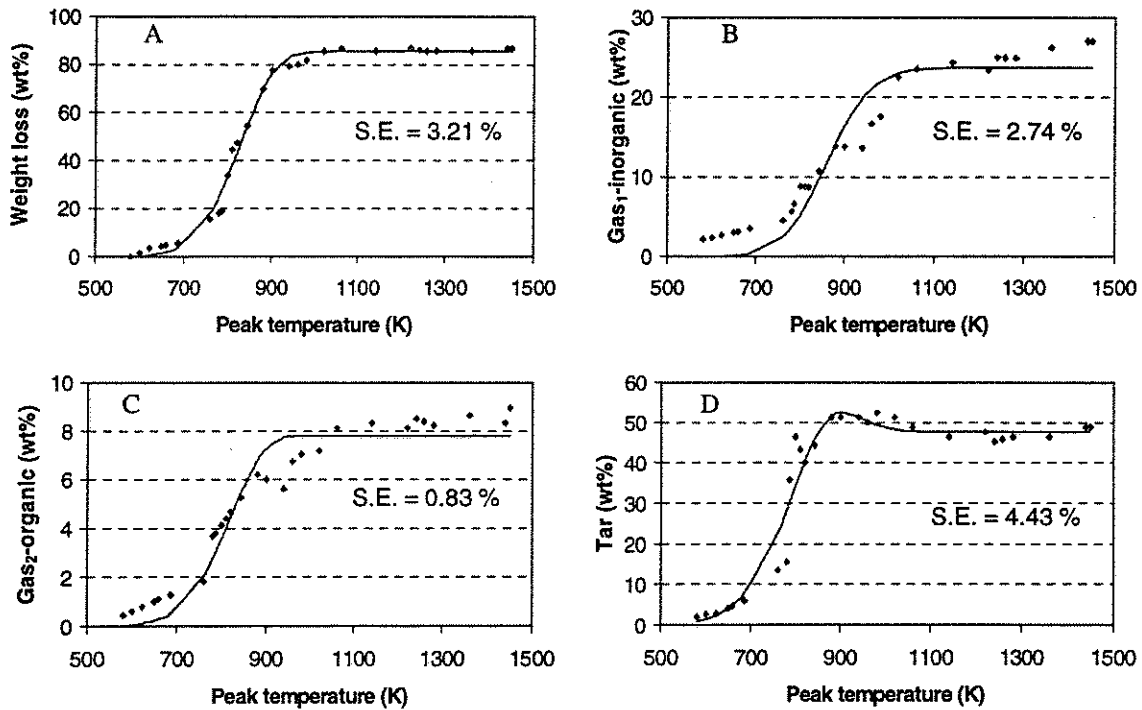 A
Weight loss (wt%)
100
80
60
40
20
0
S.E. = 3.21 %
500 700 900 1100 1300 1500
Peak temperature (K)
B
Gas₁-inorganic (wt%)
30
20
10
0
S.E. = 2.74 %
500 700 900 1100 1300 1500
Peak temperature (K)
C
Gas₂-organic (wt%)
10
8
6
4
2
0
S.E. = 0.83 %
500 700 900 1100 1300 1500
Peak temperature (K)
D
Tar (wt%)
60
50
40
30
20
10
0
S.E. = 4.43 %
500 700 900 1100 1300 1500
Peak temperature (K)